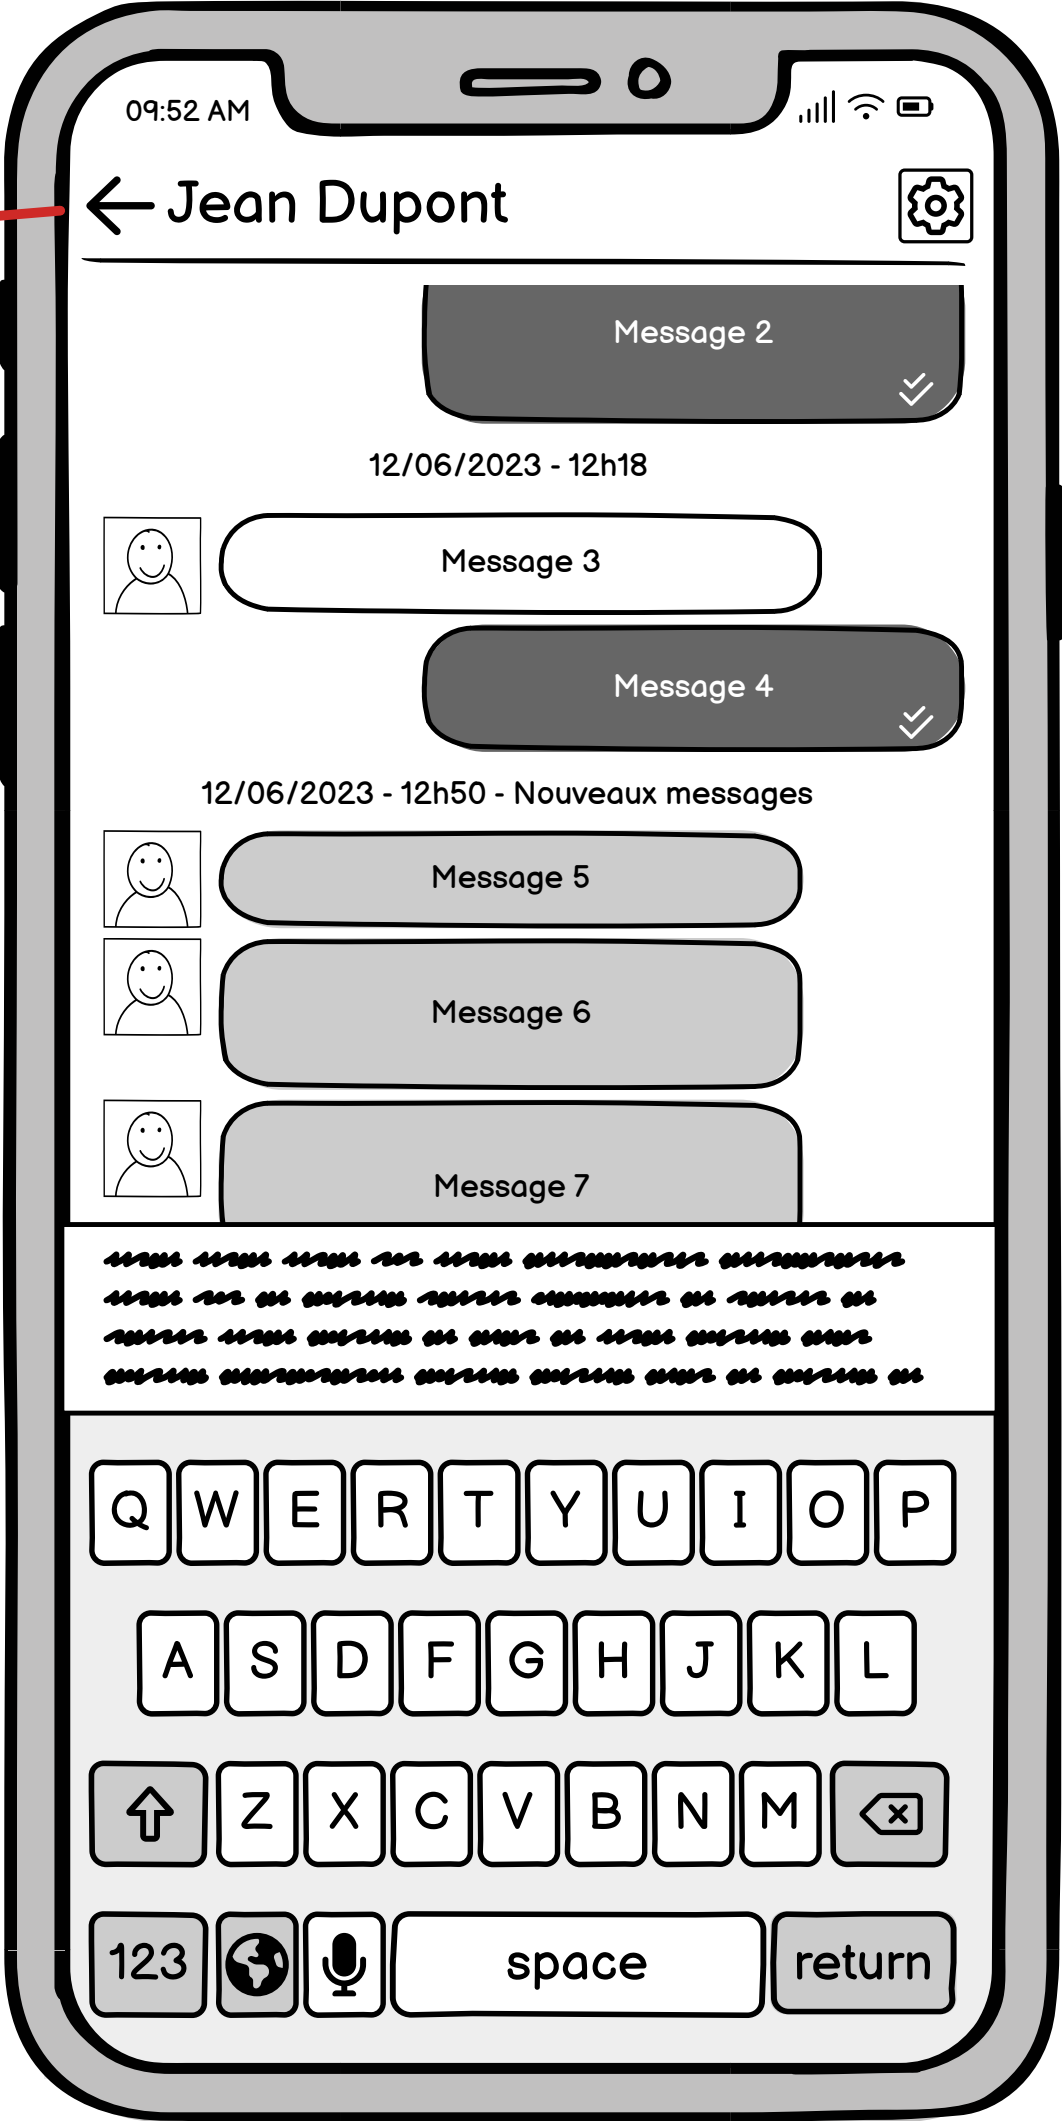 09:52 AM
Jean Dupont
Message 2
12/06/2023 - 12h18
Message 3
Message 4
12/06/2023 - 12h50 - Nouveaux messages
Message 5
Message 6
Message 7
Q W E R T Y U I O P
A S D F G H J K L
Z X C V B N M
123 space return